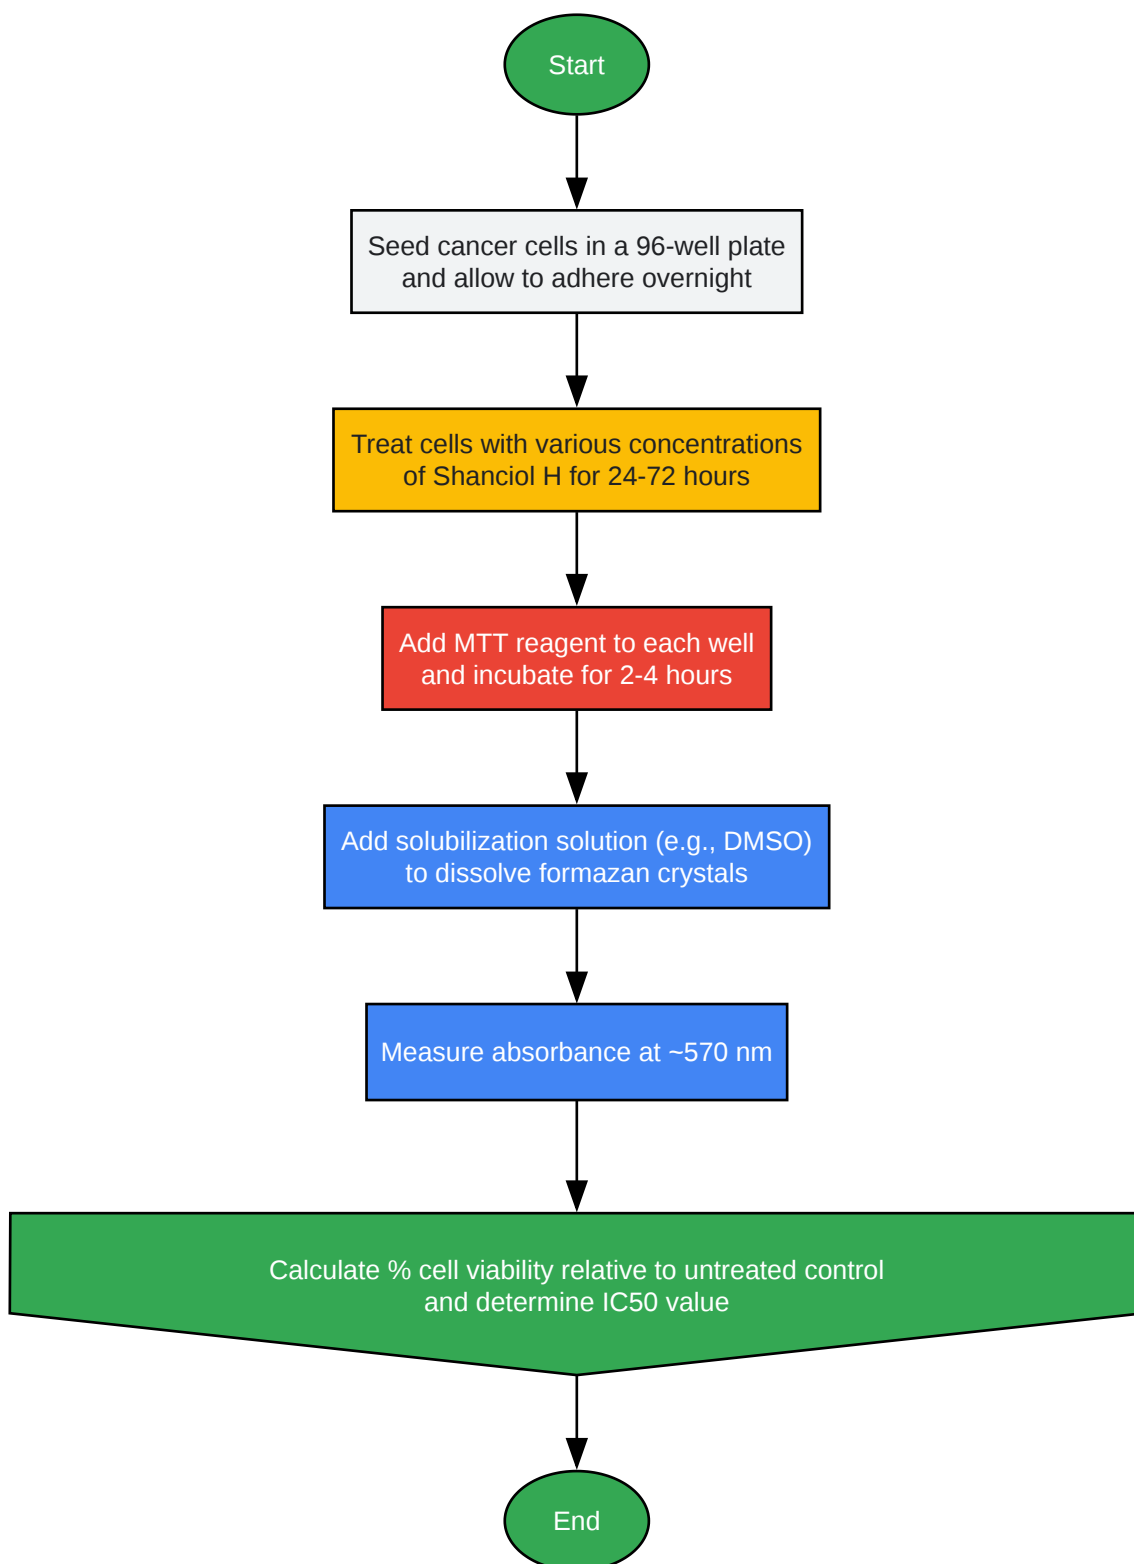 Start
Seed cancer cells in a 96-well plate
and allow to adhere overnight
Treat cells with various concentrations
of Shanciol H for 24-72 hours
Add MTT reagent to each well
and incubate for 2-4 hours
Add solubilization solution (e.g., DMSO)
to dissolve formazan crystals
Measure absorbance at ~570 nm
Calculate % cell viability relative to untreated control
and determine IC50 value
End